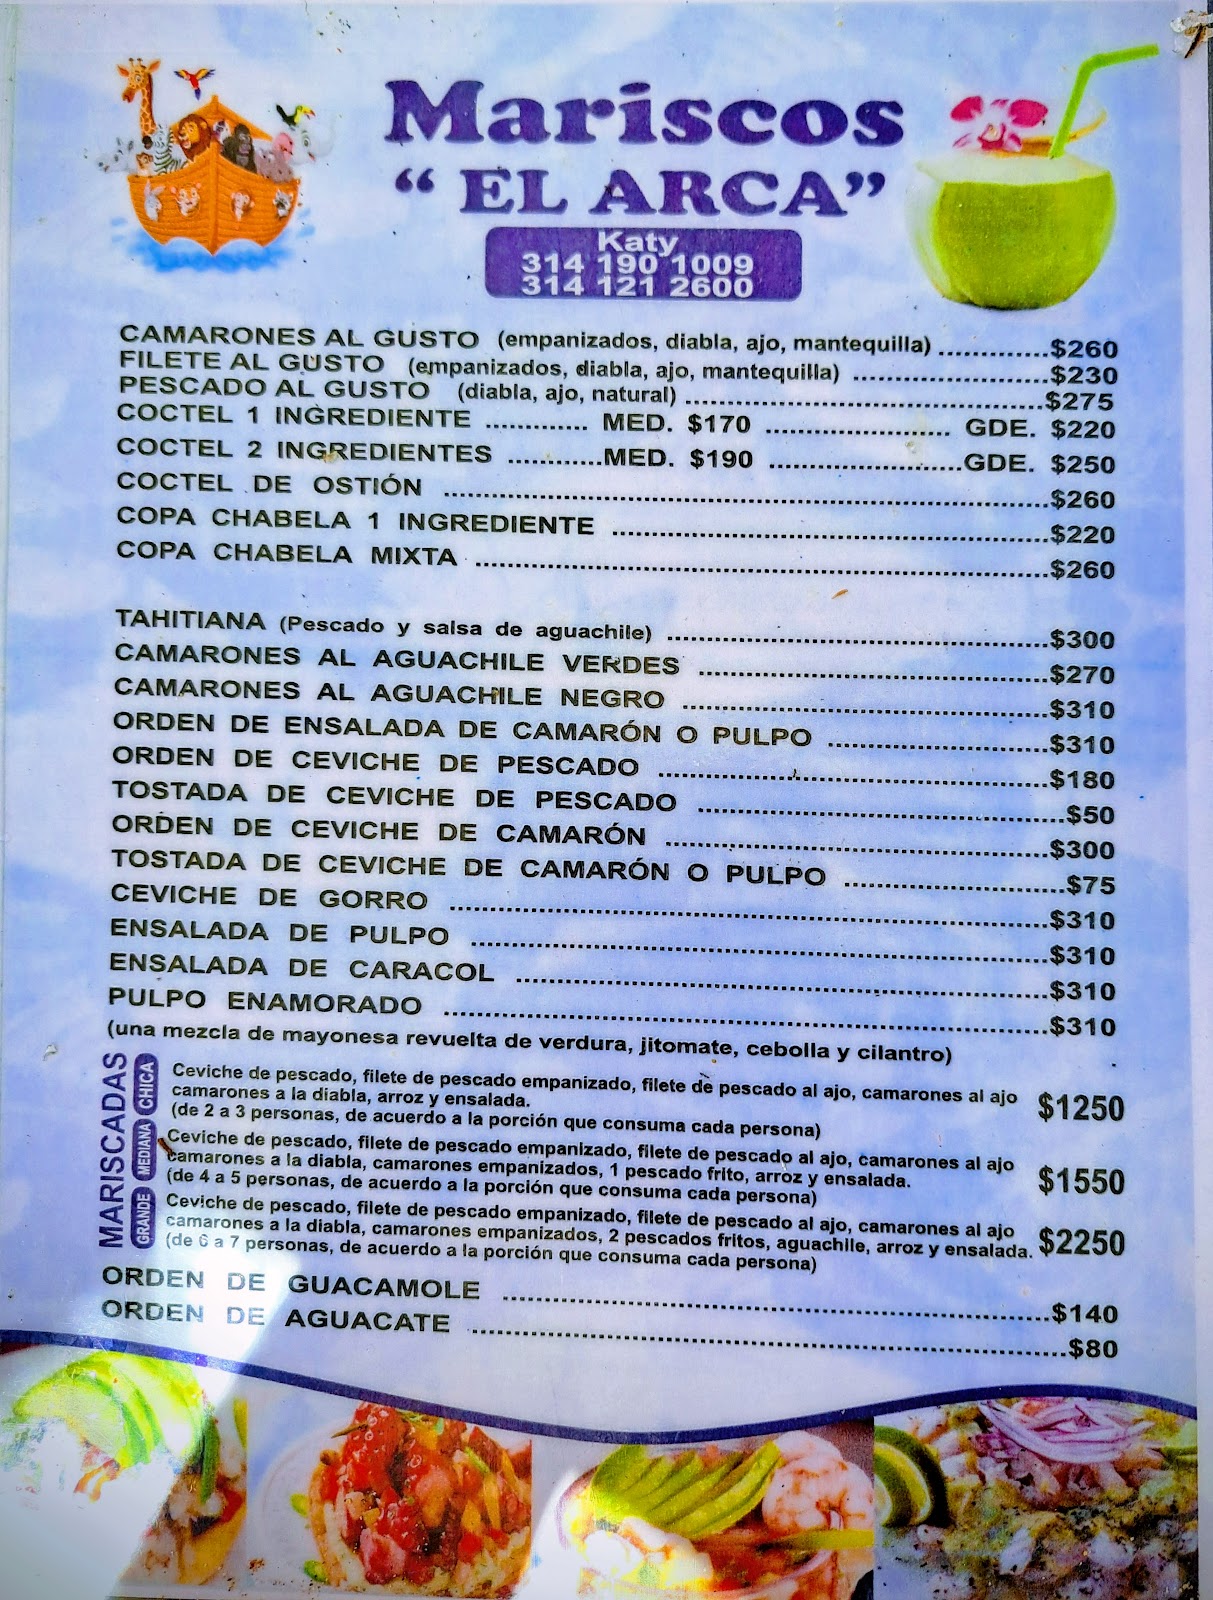 Mariscos
“ EL ARCA”
Katy
314 190 1009
314 121 2600
CAMARONES AL GUSTO (empanizados, diabla, ajo, mantequilla) .............$260
FILETE AL GUSTO (empanizados, diabla, ajo, mantequilla) .......................$230
PESCADO AL GUSTO (diabla, ajo, natural) ...........................................$275
COCTEL 1 INGREDIENTE ............. MED. $170 ....................... GDE. $220
COCTEL 2 INGREDIENTES ............MED. $190 ........................GDE. $250
COCTEL DE OSTIÓN ...........................................................................$260
COPA CHABELA 1 INGREDIENTE ......................................................$220
COPA CHABELA MIXTA .......................................................................$260
TAHITIANA (Pescado y salsa de aguachile) ...............................................$300
CAMARONES AL AGUACHILE VERDES ...........................................$270
CAMARONES AL AGUACHILE NEGRO .............................................$310
ORDEN DE ENSALADA DE CAMARÓN O PULPO ...........................$310
ORDEN DE CEVICHE DE PESCADO ................................................$180
TOSTADA DE CEVICHE DE PESCADO .............................................$50
ORDEN DE CEVICHE DE CAMARÓN ...............................................$300
TOSTADA DE CEVICHE DE CAMARÓN O PULPO ...........................$75
CEVICHE DE GORRO ..........................................................................$310
ENSALADA DE PULPO .......................................................................$310
ENSALADA DE CARACOL .................................................................$310
PULPO ENAMORADO ..........................................................................$310
(una mezcla de mayonesa revuelta de verdura, jitomate, cebolla y cilantro)
MARISCADAS
CHICA
Ceviche de pescado, filete de pescado empanizado, filete de pescado al ajo, camarones al ajo
camarones a la diabla, arroz y ensalada.
(de 2 a 3 personas, de acuerdo a la porción que consuma cada persona)
$1250
MEDIANA
Ceviche de pescado, filete de pescado empanizado, filete de pescado al ajo, camarones al ajo
camarones a la diabla, camarones empanizados, 1 pescado frito, arroz y ensalada.
(de 4 a 5 personas, de acuerdo a la porción que consuma cada persona)
$1550
GRANDE
Ceviche de pescado, filete de pescado empanizado, filete de pescado al ajo, camarones al ajo
camarones a la diabla, camarones empanizados, 2 pescados fritos, aguachile, arroz y ensalada.
(de 6 a 7 personas, de acuerdo a la porción que consuma cada persona)
$2250
ORDEN DE GUACAMOLE ....................................................................$140
ORDEN DE AGUACATE ..........................................................................$80